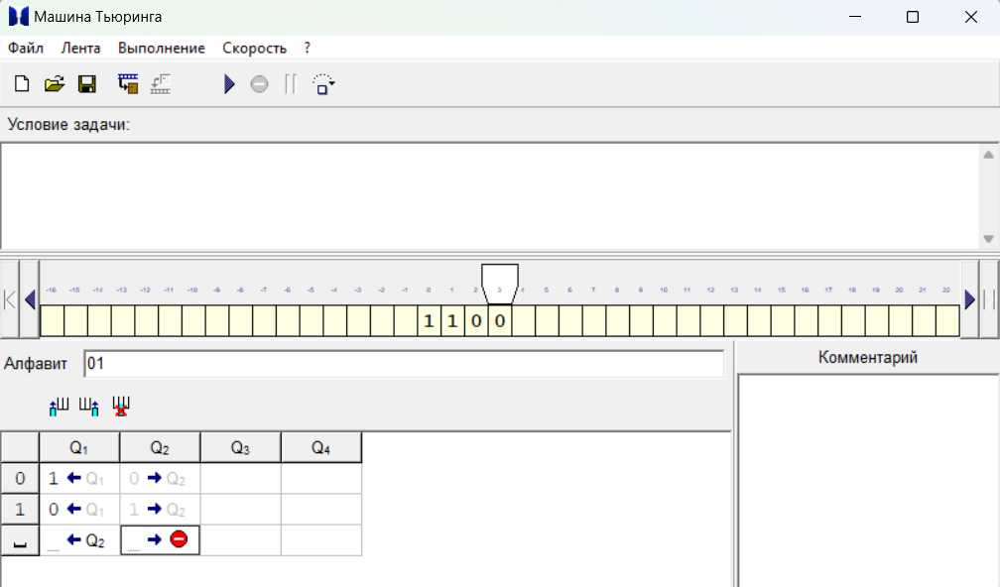 Машина Тьюринга
Файл Лента Выполнение Скорость ?
Условие задачи:
-16 -15 -14 -13 -12 -11 -10 -9 -8 -7 -6 -5 -4 -3 -2 -1 0 1 2 3 4 5 6 7 8 9 10 11 12 13 14 15 16 17 18 19 20 21 22
1 1 0 0
Алфавит 01
Комментарий
Q1 Q2 Q3 Q4
0 1 ← Q1 0 → Q2
1 0 ← Q1 1 → Q2
_ ← Q2 _ →